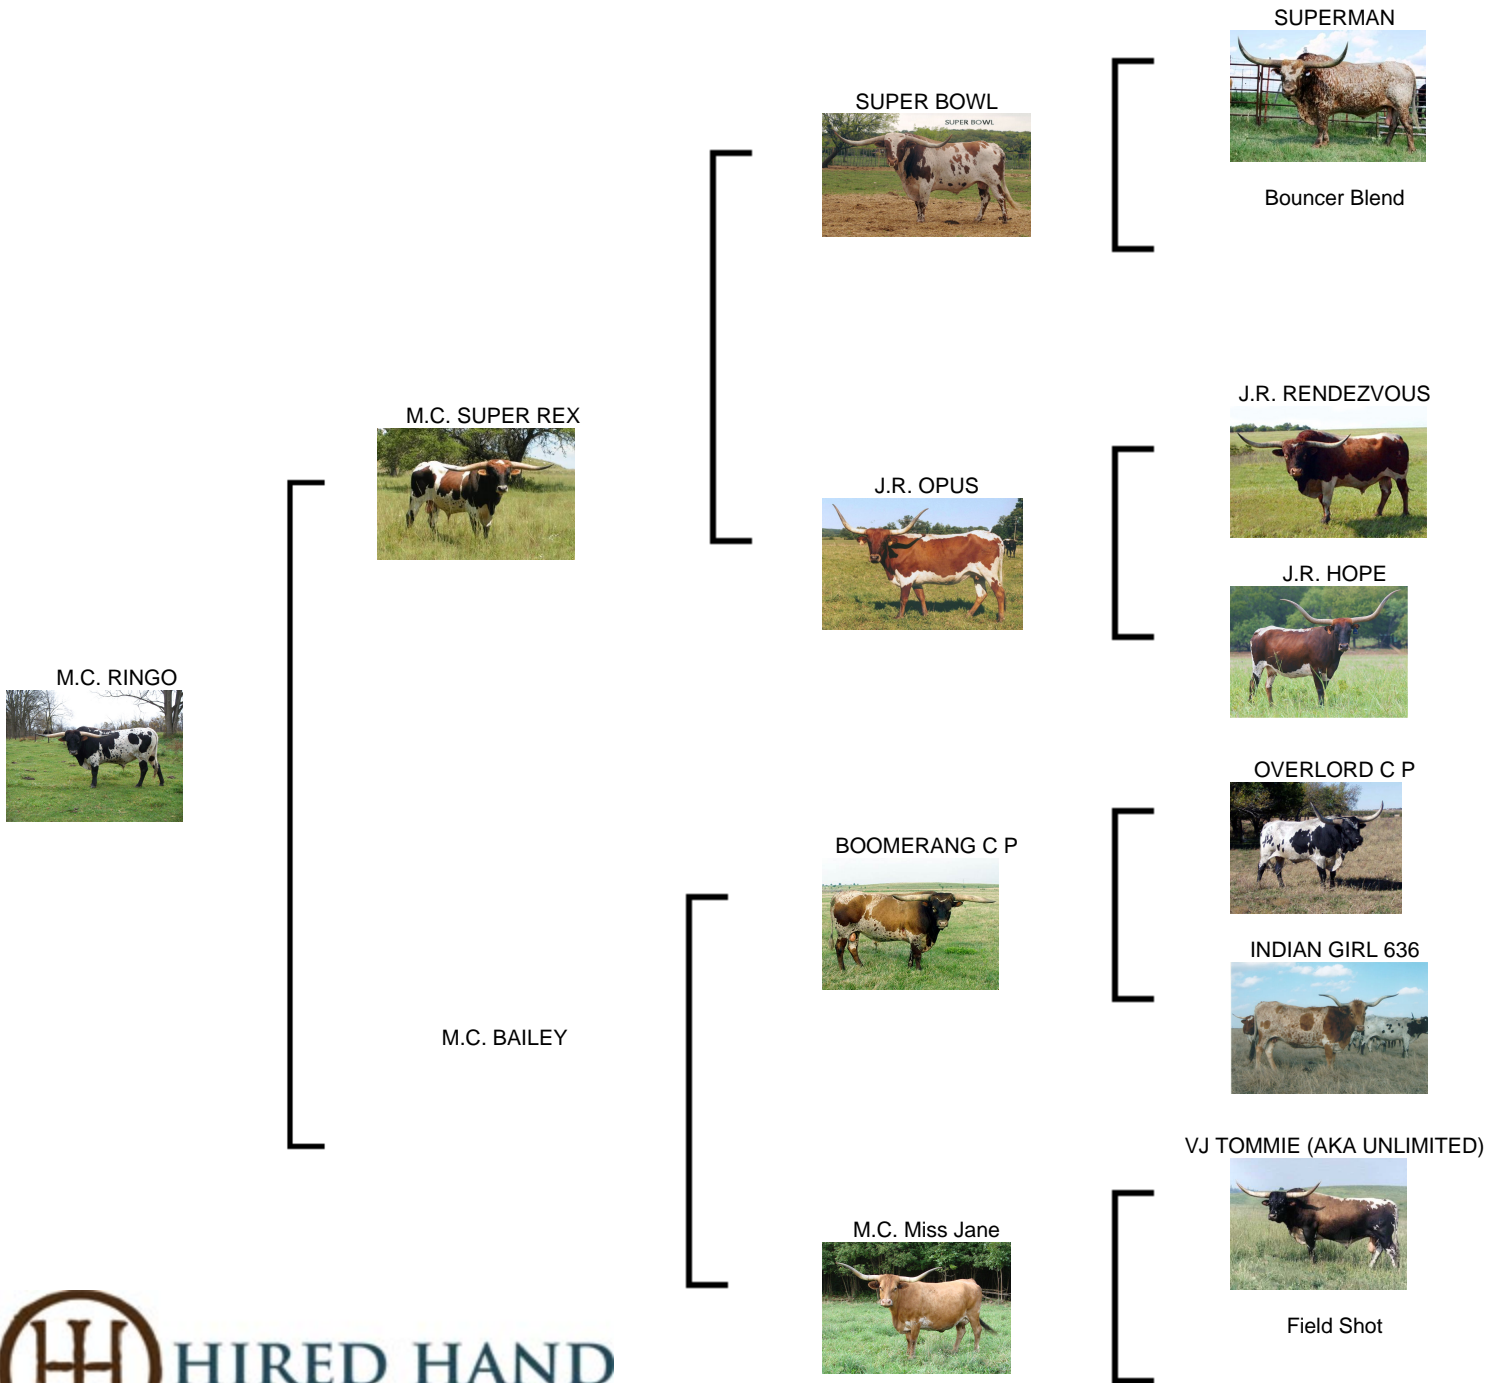 SUPERMAN
SUPER BOWL
SUPER BOWL
Bouncer Blend
J.R. RENDEZVOUS
M.C. SUPER REX
J.R. OPUS
J.R. HOPE
M.C. RINGO
OVERLORD C P
BOOMERANG C P
INDIAN GIRL 636
M.C. BAILEY
VJ TOMMIE (AKA UNLIMITED)
M.C. Miss Jane
Field Shot
HIRED HAND